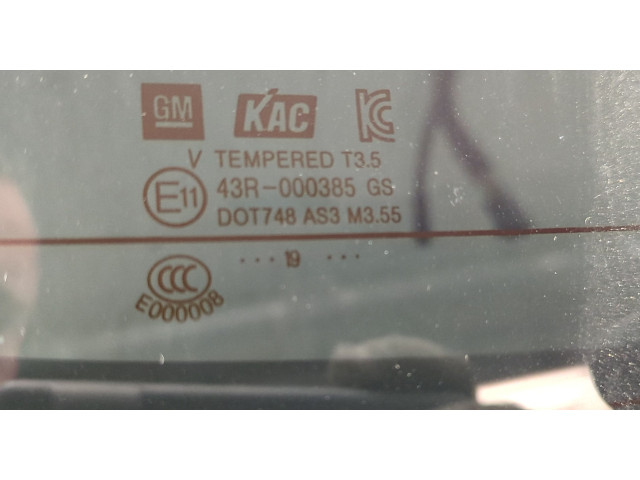 GM KAC KC
V TEMPERED T3.5
E11 43R-000385 GS
DOT748 AS3 M3.55
... 19 ...
CCC
E000008